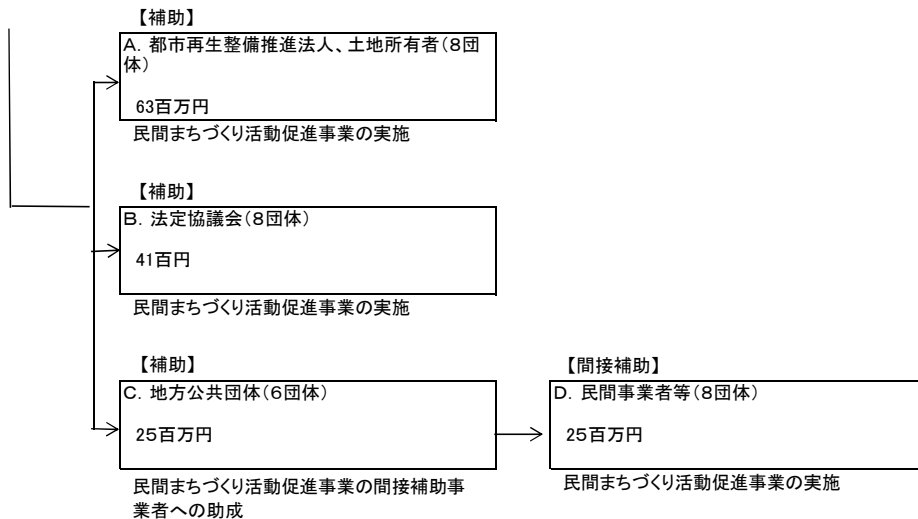 【補助】
A．都市再生整備推進法人、土地所有者（8団
体）
63百万円
民間まちづくり活動促進事業の実施
【補助】
B．法定協議会（8団体）
41百円
民間まちづくり活動促進事業の実施
【補助】
C．地方公共団体（6団体）
25百万円
民間まちづくり活動促進事業の間接補助事
業者への助成
【間接補助】
D．民間事業者等（8団体）
25百万円
民間まちづくり活動促進事業の実施